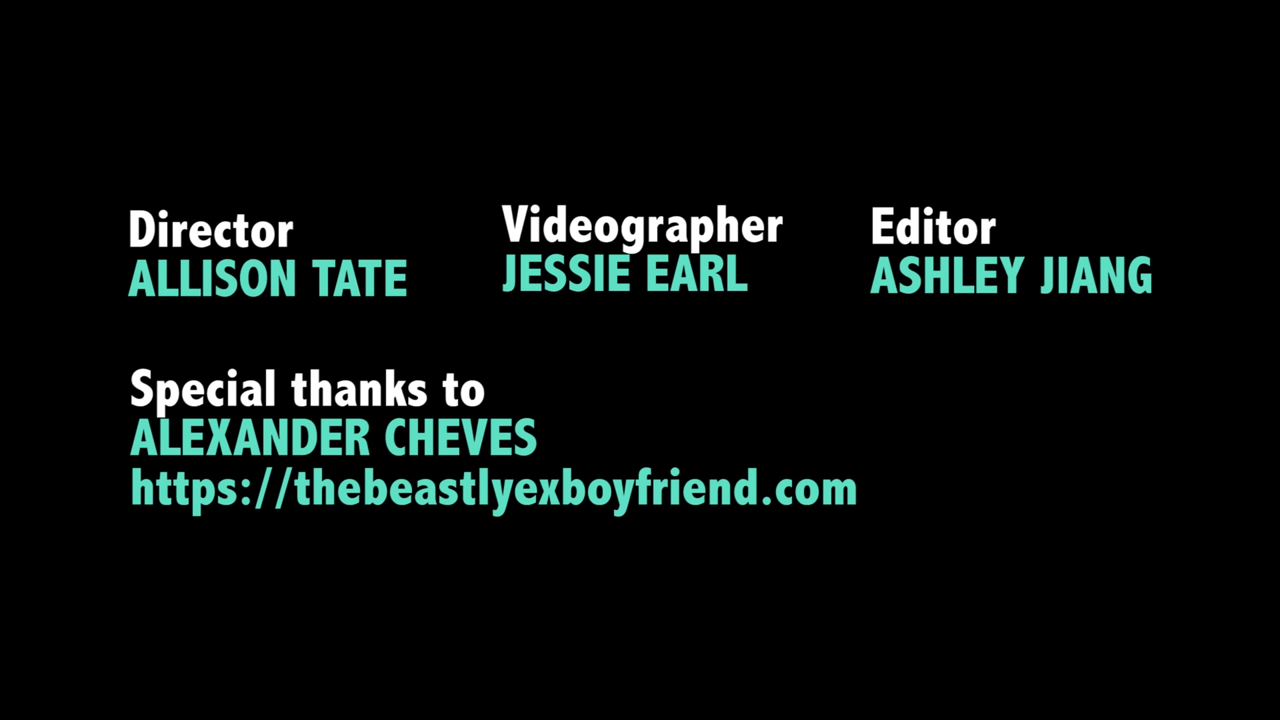 Director
ALLISON TATE
Videographer
JESSIE EARL
Editor
ASHLEY JIANG
Special thanks to
ALEXANDER CHEVES
https://thebeastlyexboyfriend.com